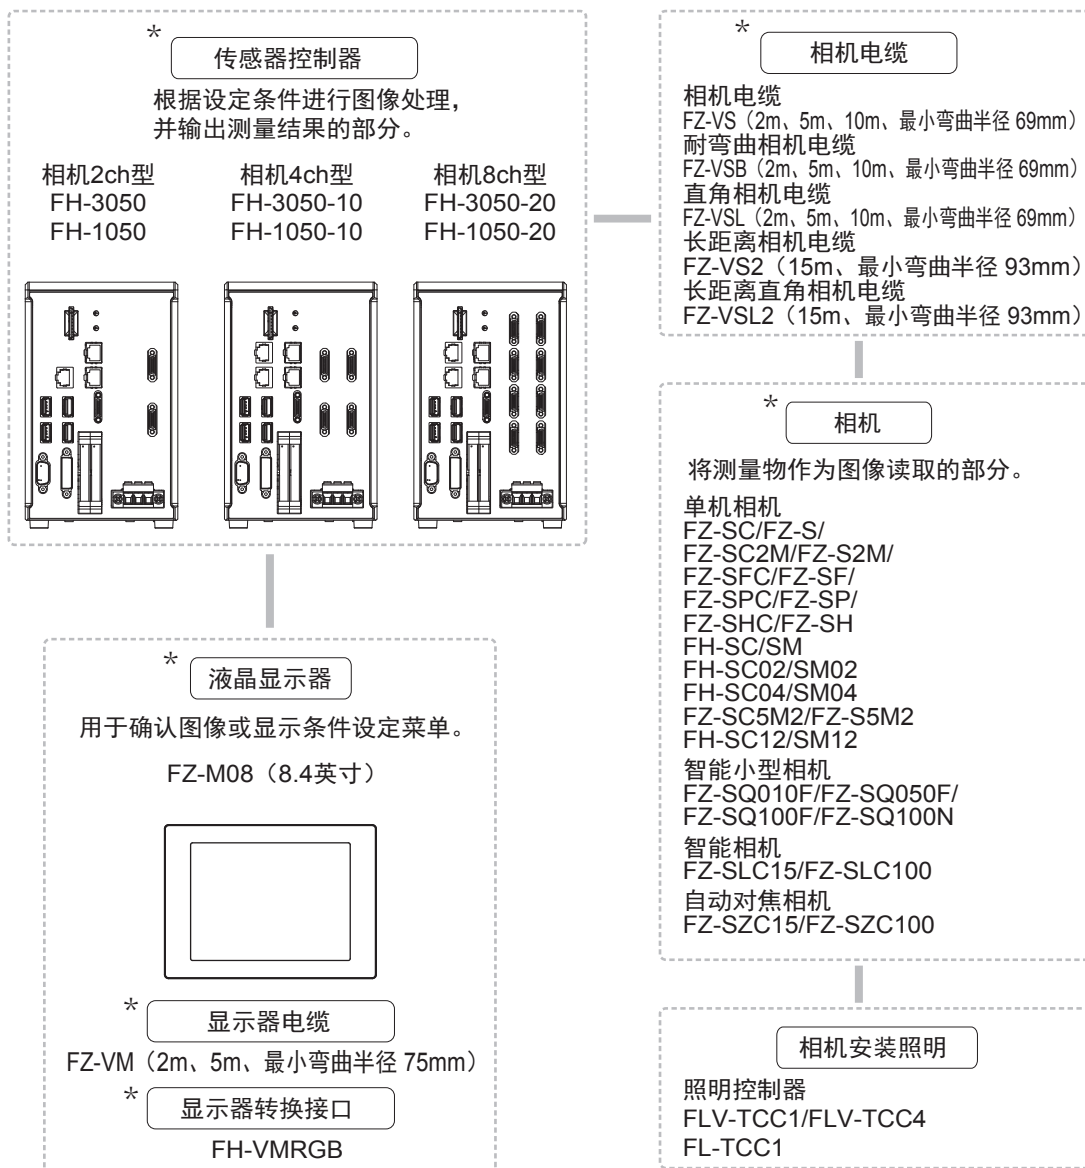 *
传感器控制器
根据设定条件进行图像处理，
并输出测量结果的部分。
相机2ch型
FH-3050
FH-1050
相机4ch型
FH-3050-10
FH-1050-10
相机8ch型
FH-3050-20
FH-1050-20
*
相机电缆
相机电缆
FZ-VS（2m、5m、10m、最小弯曲半径 69mm）
耐弯曲相机电缆
FZ-VSB（2m、5m、10m、最小弯曲半径 69mm）
直角相机电缆
FZ-VSL（2m、5m、10m、最小弯曲半径 69mm）
长距离相机电缆
FZ-VS2（15m、最小弯曲半径 93mm）
长距离直角相机电缆
FZ-VSL2（15m、最小弯曲半径 93mm）
*
相机
将测量物作为图像读取的部分。
单机相机
FZ-SC/FZ-S/
FZ-SC2M/FZ-S2M/
FZ-SFC/FZ-SF/
FZ-SPC/FZ-SP/
FZ-SHC/FZ-SH
FH-SC/SM
FH-SC02/SM02
FH-SC04/SM04
FZ-SC5M2/FZ-S5M2
FH-SC12/SM12
智能小型相机
FZ-SQ010F/FZ-SQ050F/
FZ-SQ100F/FZ-SQ100N
智能相机
FZ-SLC15/FZ-SLC100
自动对焦相机
FZ-SZC15/FZ-SZC100
*
液晶显示器
用于确认图像或显示条件设定菜单。
FZ-M08（8.4英寸）
*
显示器电缆
FZ-VM（2m、5m、最小弯曲半径 75mm）
*
显示器转换接口
FH-VMRGB
相机安装照明
照明控制器
FLV-TCC1/FLV-TCC4
FL-TCC1